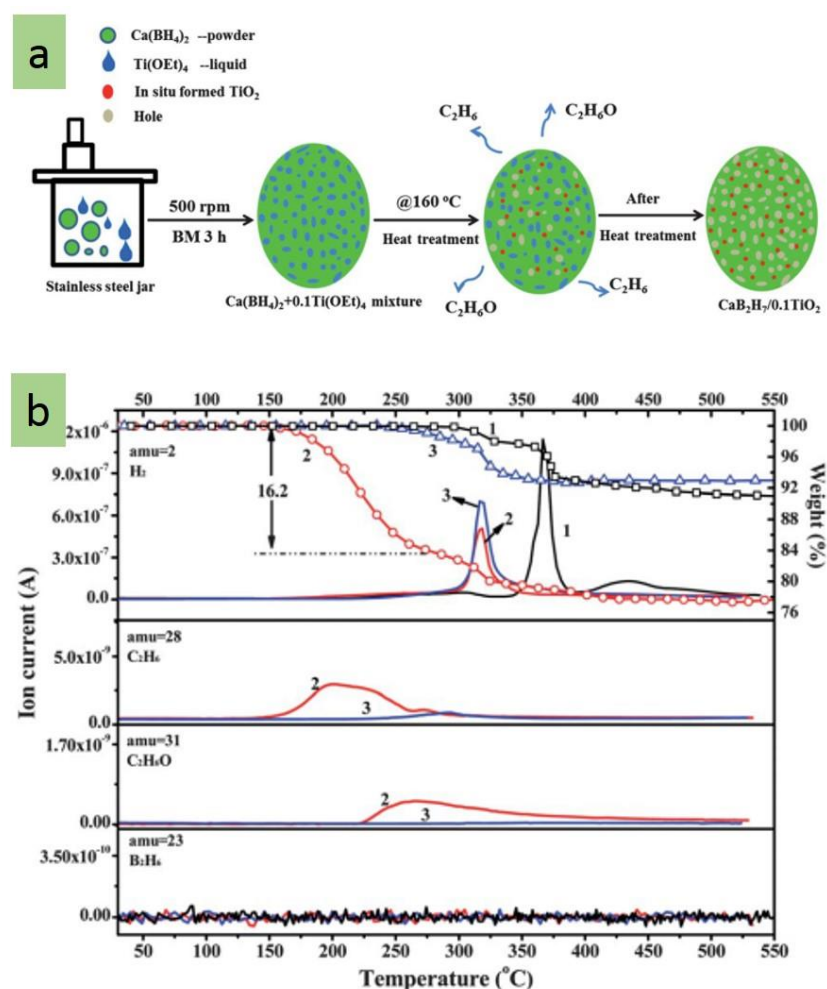 a
Ca(BH4)2 --powder
Ti(OEt)4 --liquid
In situ formed TiO2
Hole
C2H6
C2H6O
500 rpm
BM 3 h
@160 °C
Heat treatment
After
Heat treatment
Stainless steel jar
Ca(BH4)2+0.1Ti(OEt)4 mixture
C2H6O
C2H6
CaB2H7/0.1TiO2
b
50 100 150 200 250 300 350 400 450 500 550
2x10-6
9.0x10-7
6.0x10-7
3.0x10-7
0.0
amu=2
H2
16.2
2
1
3
3
2
1
100
96
92
88
84
80
76
Weight (%)
Ion current (A)
amu=28
C2H6
5.0x10-9
0.0
2
3
amu=31
C2H6O
1.70x10-9
0.00
2
3
amu=23
B2H6
3.50x10-10
0.00
50 100 150 200 250 300 350 400 450 500 550
Temperature (°C)